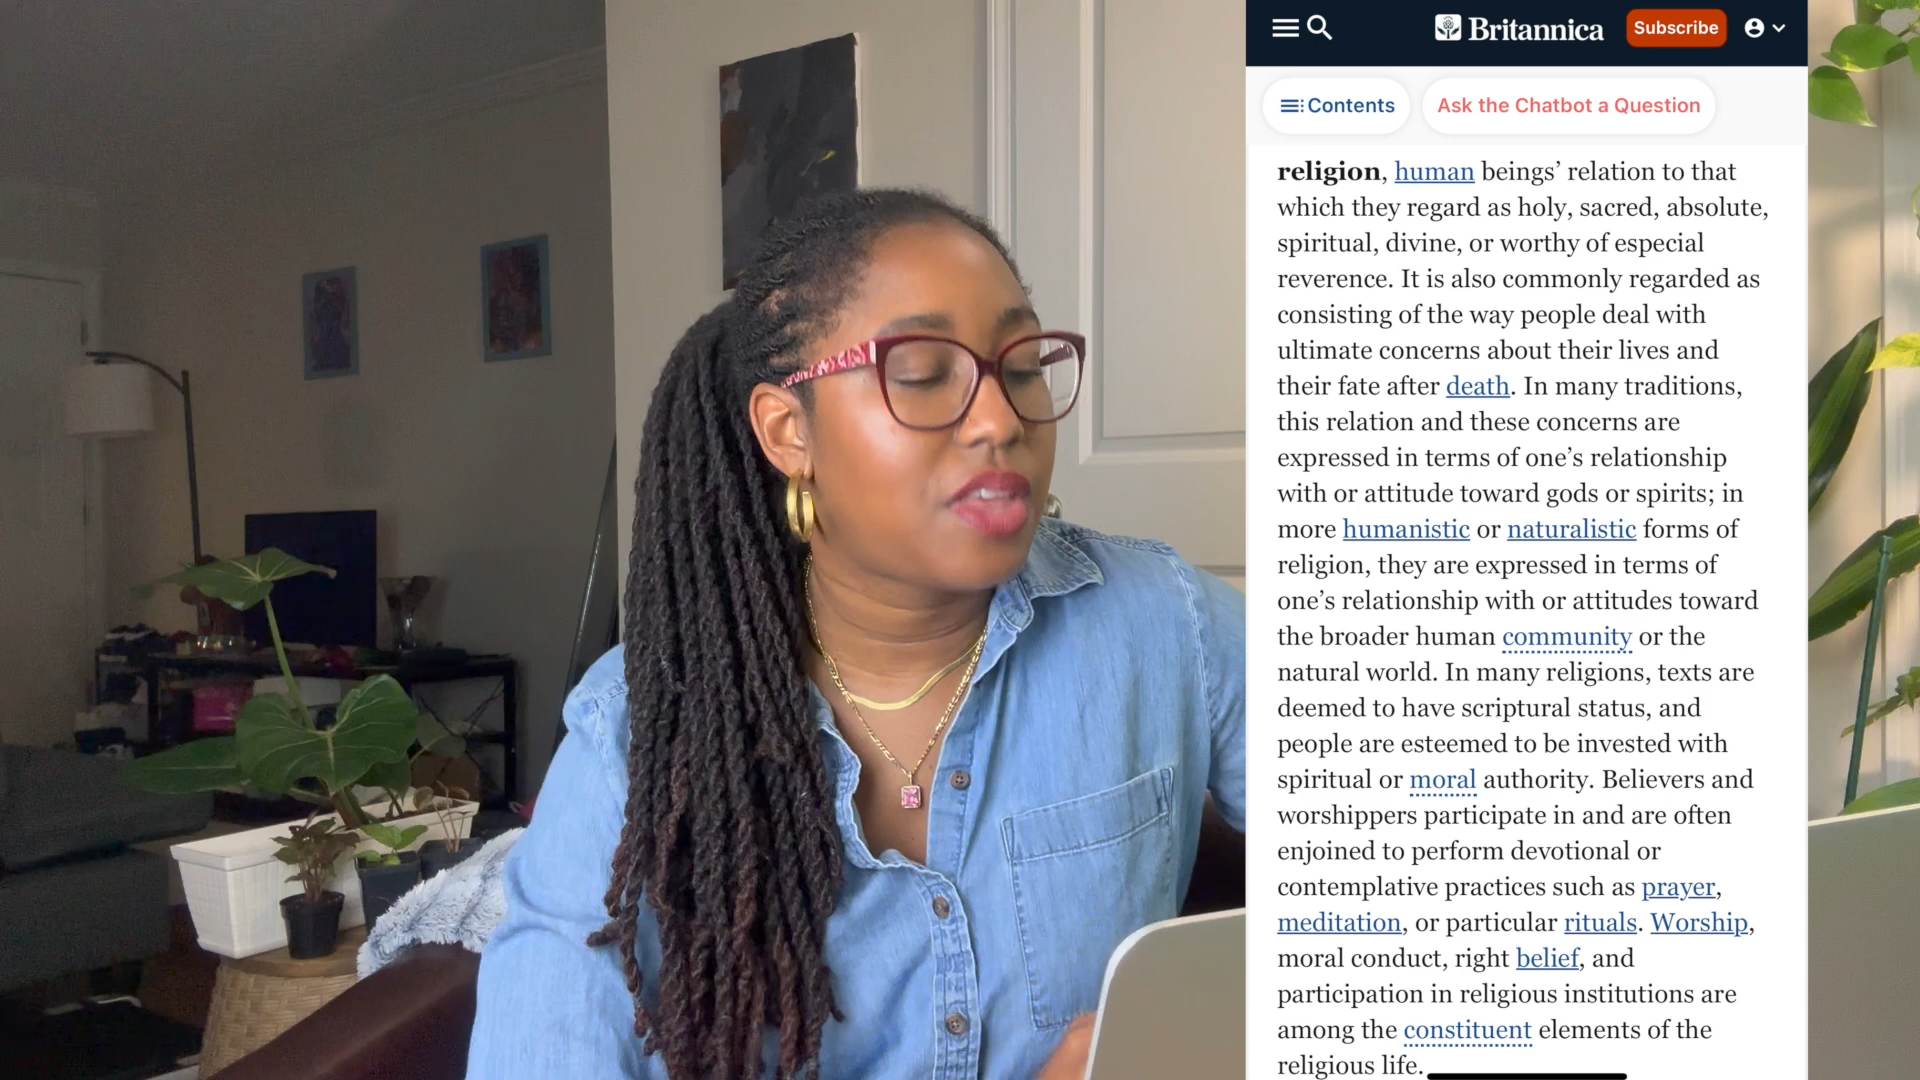 Britannica
Subscribe
Contents
Ask the Chatbot a Question
religion, human beings’ relation to that
which they regard as holy, sacred, absolute,
spiritual, divine, or worthy of especial
reverence. It is also commonly regarded as
consisting of the way people deal with
ultimate concerns about their lives and
their fate after death. In many traditions,
this relation and these concerns are
expressed in terms of one’s relationship
with or attitude toward gods or spirits; in
more humanistic or naturalistic forms of
religion, they are expressed in terms of
one’s relationship with or attitudes toward
the broader human community or the
natural world. In many religions, texts are
deemed to have scriptural status, and
people are esteemed to be invested with
spiritual or moral authority. Believers and
worshippers participate in and are often
enjoined to perform devotional or
contemplative practices such as prayer,
meditation, or particular rituals. Worship,
moral conduct, right belief, and
participation in religious institutions are
among the constituent elements of the
religious life.